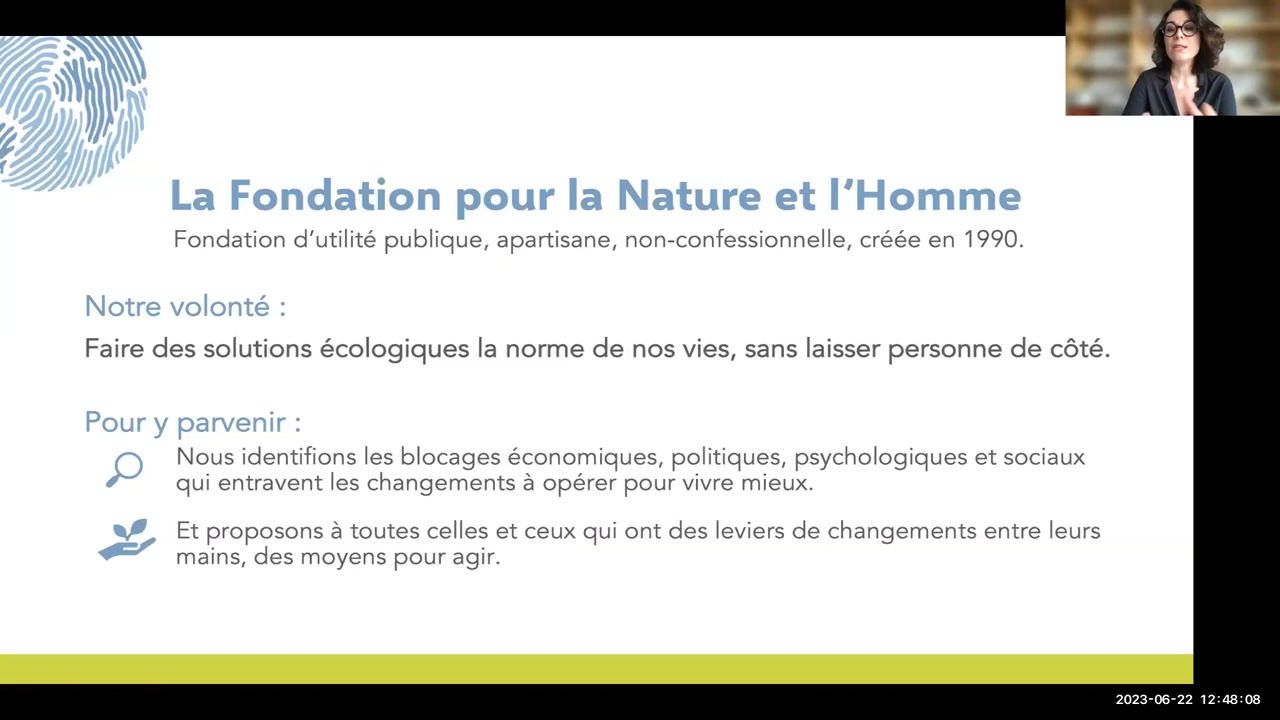 La Fondation pour la Nature et l’Homme
Fondation d’utilité publique, apartisane, non-confessionnelle, créée en 1990.
Notre volonté :
Faire des solutions écologiques la norme de nos vies, sans laisser personne de côté.
Pour y parvenir :
Nous identifions les blocages économiques, politiques, psychologiques et sociaux
qui entravent les changements à opérer pour vivre mieux.
Et proposons à toutes celles et ceux qui ont des leviers de changements entre leurs
mains, des moyens pour agir.
2023-06-22 12:48:08